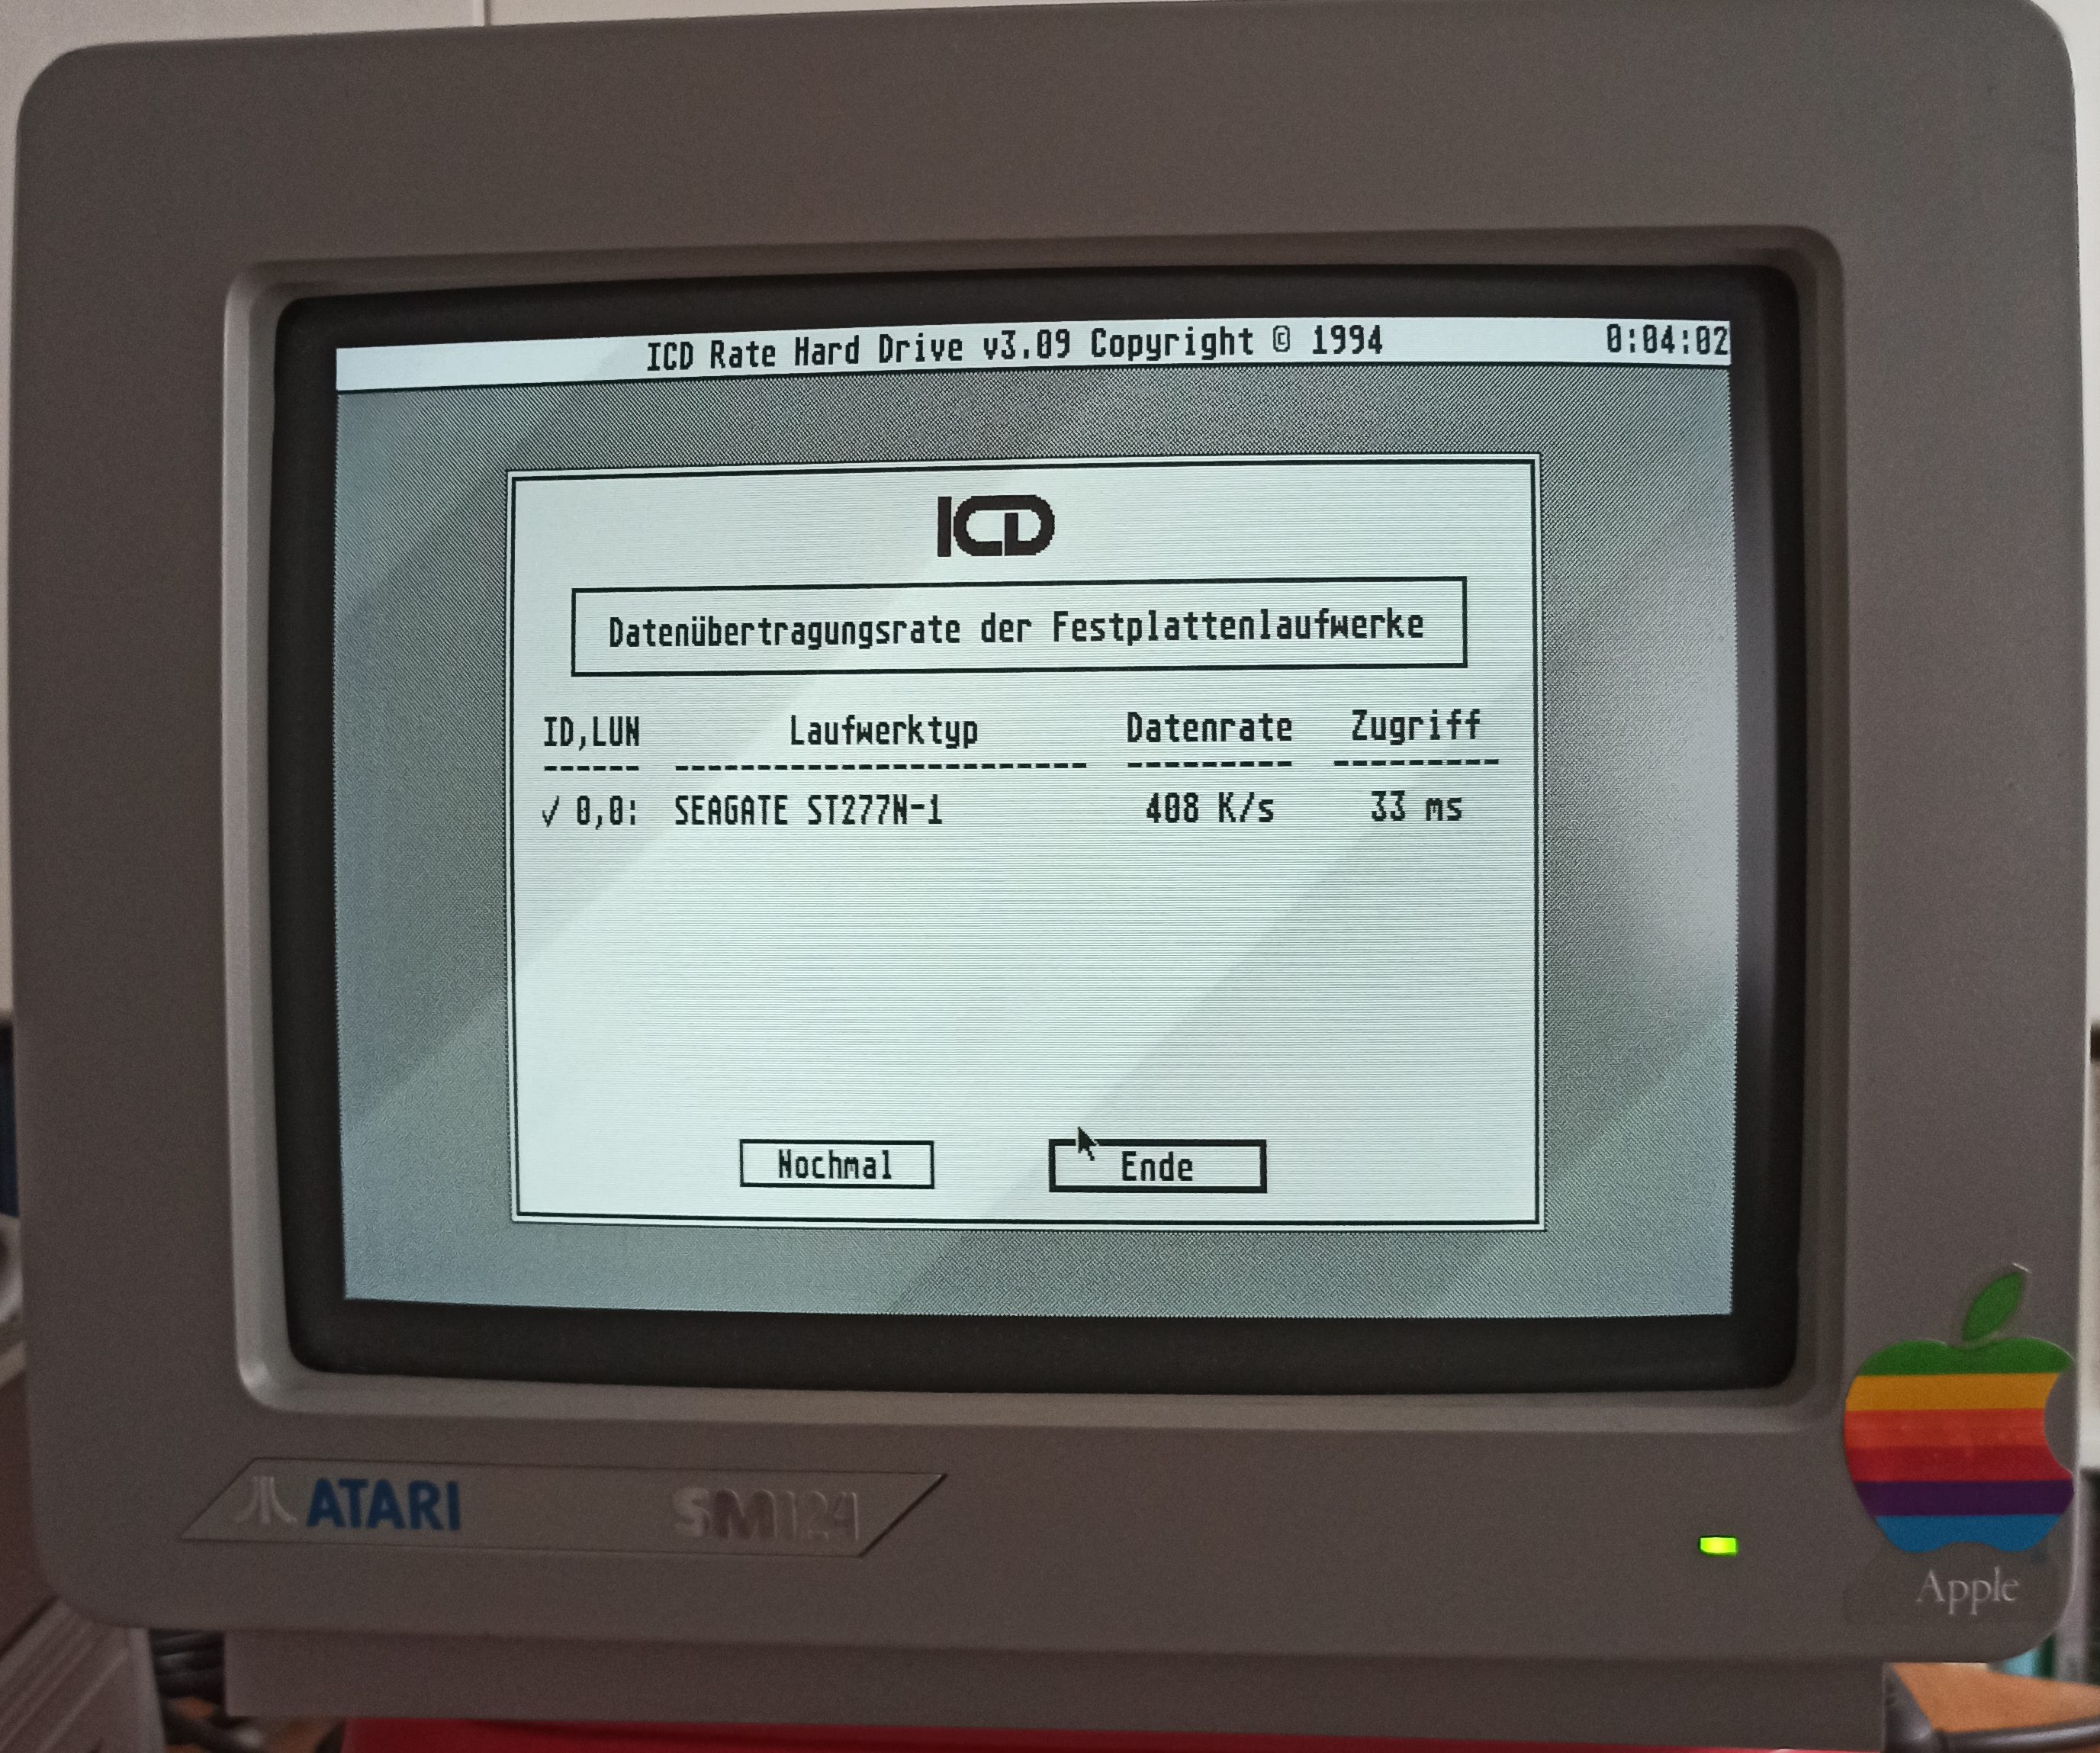 ICD Rate Hard Drive v3.09 Copyright © 1994 0:04:02
ICD
Datenübertragungsrate der Festplattenlaufwerke
ID,LUN Laufwerktyp Datenrate Zugriff
------ ----------------------- --------- ---------
✓ 0,0: SEAGATE ST277N-1 408 K/s 33 ms
Nochmal Ende
ATARI SM124
Apple